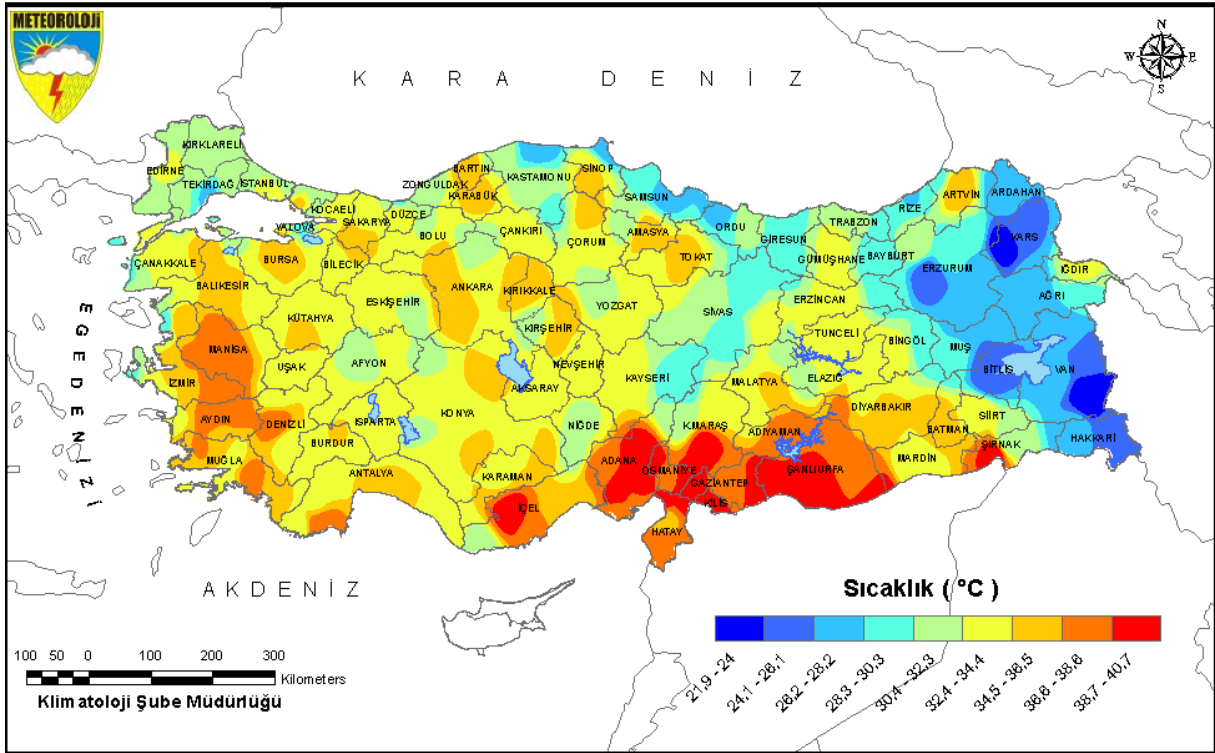 METEOROLOJİ
N
W E
S
KARA DENİZ
KIRKLARELİ
EDİRNE
TEKİRDAĞ
İSTANBUL
KOCAELİ
YALOVA
SAKARYA
DÜZCE
ZONGULDAK
BARTIN
KARABÜK
KASTAMONU
SİNOP
SAMSUN
ORDU
GİRESUN
TRABZON
RİZE
ARTVİN
ARDAHAN
KARS
IĞDIR
AĞRI
ERZURUM
BAYBURT
GÜMÜŞHANE
ERZİNCAN
TUNCELİ
BİNGÖL
MUŞ
BİTLİS
VAN
HAKKARİ
SİİRT
ŞIRNAK
BATMAN
MARDİN
DİYARBAKIR
ELAZIĞ
MALATYA
ADIYAMAN
ŞANLIURFA
GAZİANTEP
KİLİS
HATAY
OSMANİYE
ADANA
K.MARAŞ
KAYSERİ
SİVAS
TOKAT
AMASYA
ÇORUM
ÇANKIRI
BOLU
BİLECİK
BURSA
ÇANAKKALE
BALIKESİR
KÜTAHYA
ESKİŞEHİR
ANKARA
KIRIKKALE
YOZGAT
KIRŞEHİR
NEVŞEHİR
AKSARAY
NİĞDE
KONYA
KARAMAN
İÇEL
ANTALYA
ISPARTA
BURDUR
AFYON
UŞAK
MANİSA
İZMİR
AYDIN
DENİZLİ
MUĞLA
EGE DENİZİ
AKDENİZ
Sıcaklık ( °C )
21,9 - 24
24,1 - 26,1
26,2 - 28,2
28,3 - 30,3
30,4 - 32,3
32,4 - 34,4
34,5 - 36,5
36,6 - 38,6
38,7 - 40,7
100 50 0 100 200 300
Kilometers
Klimatoloji Şube Müdürlüğü